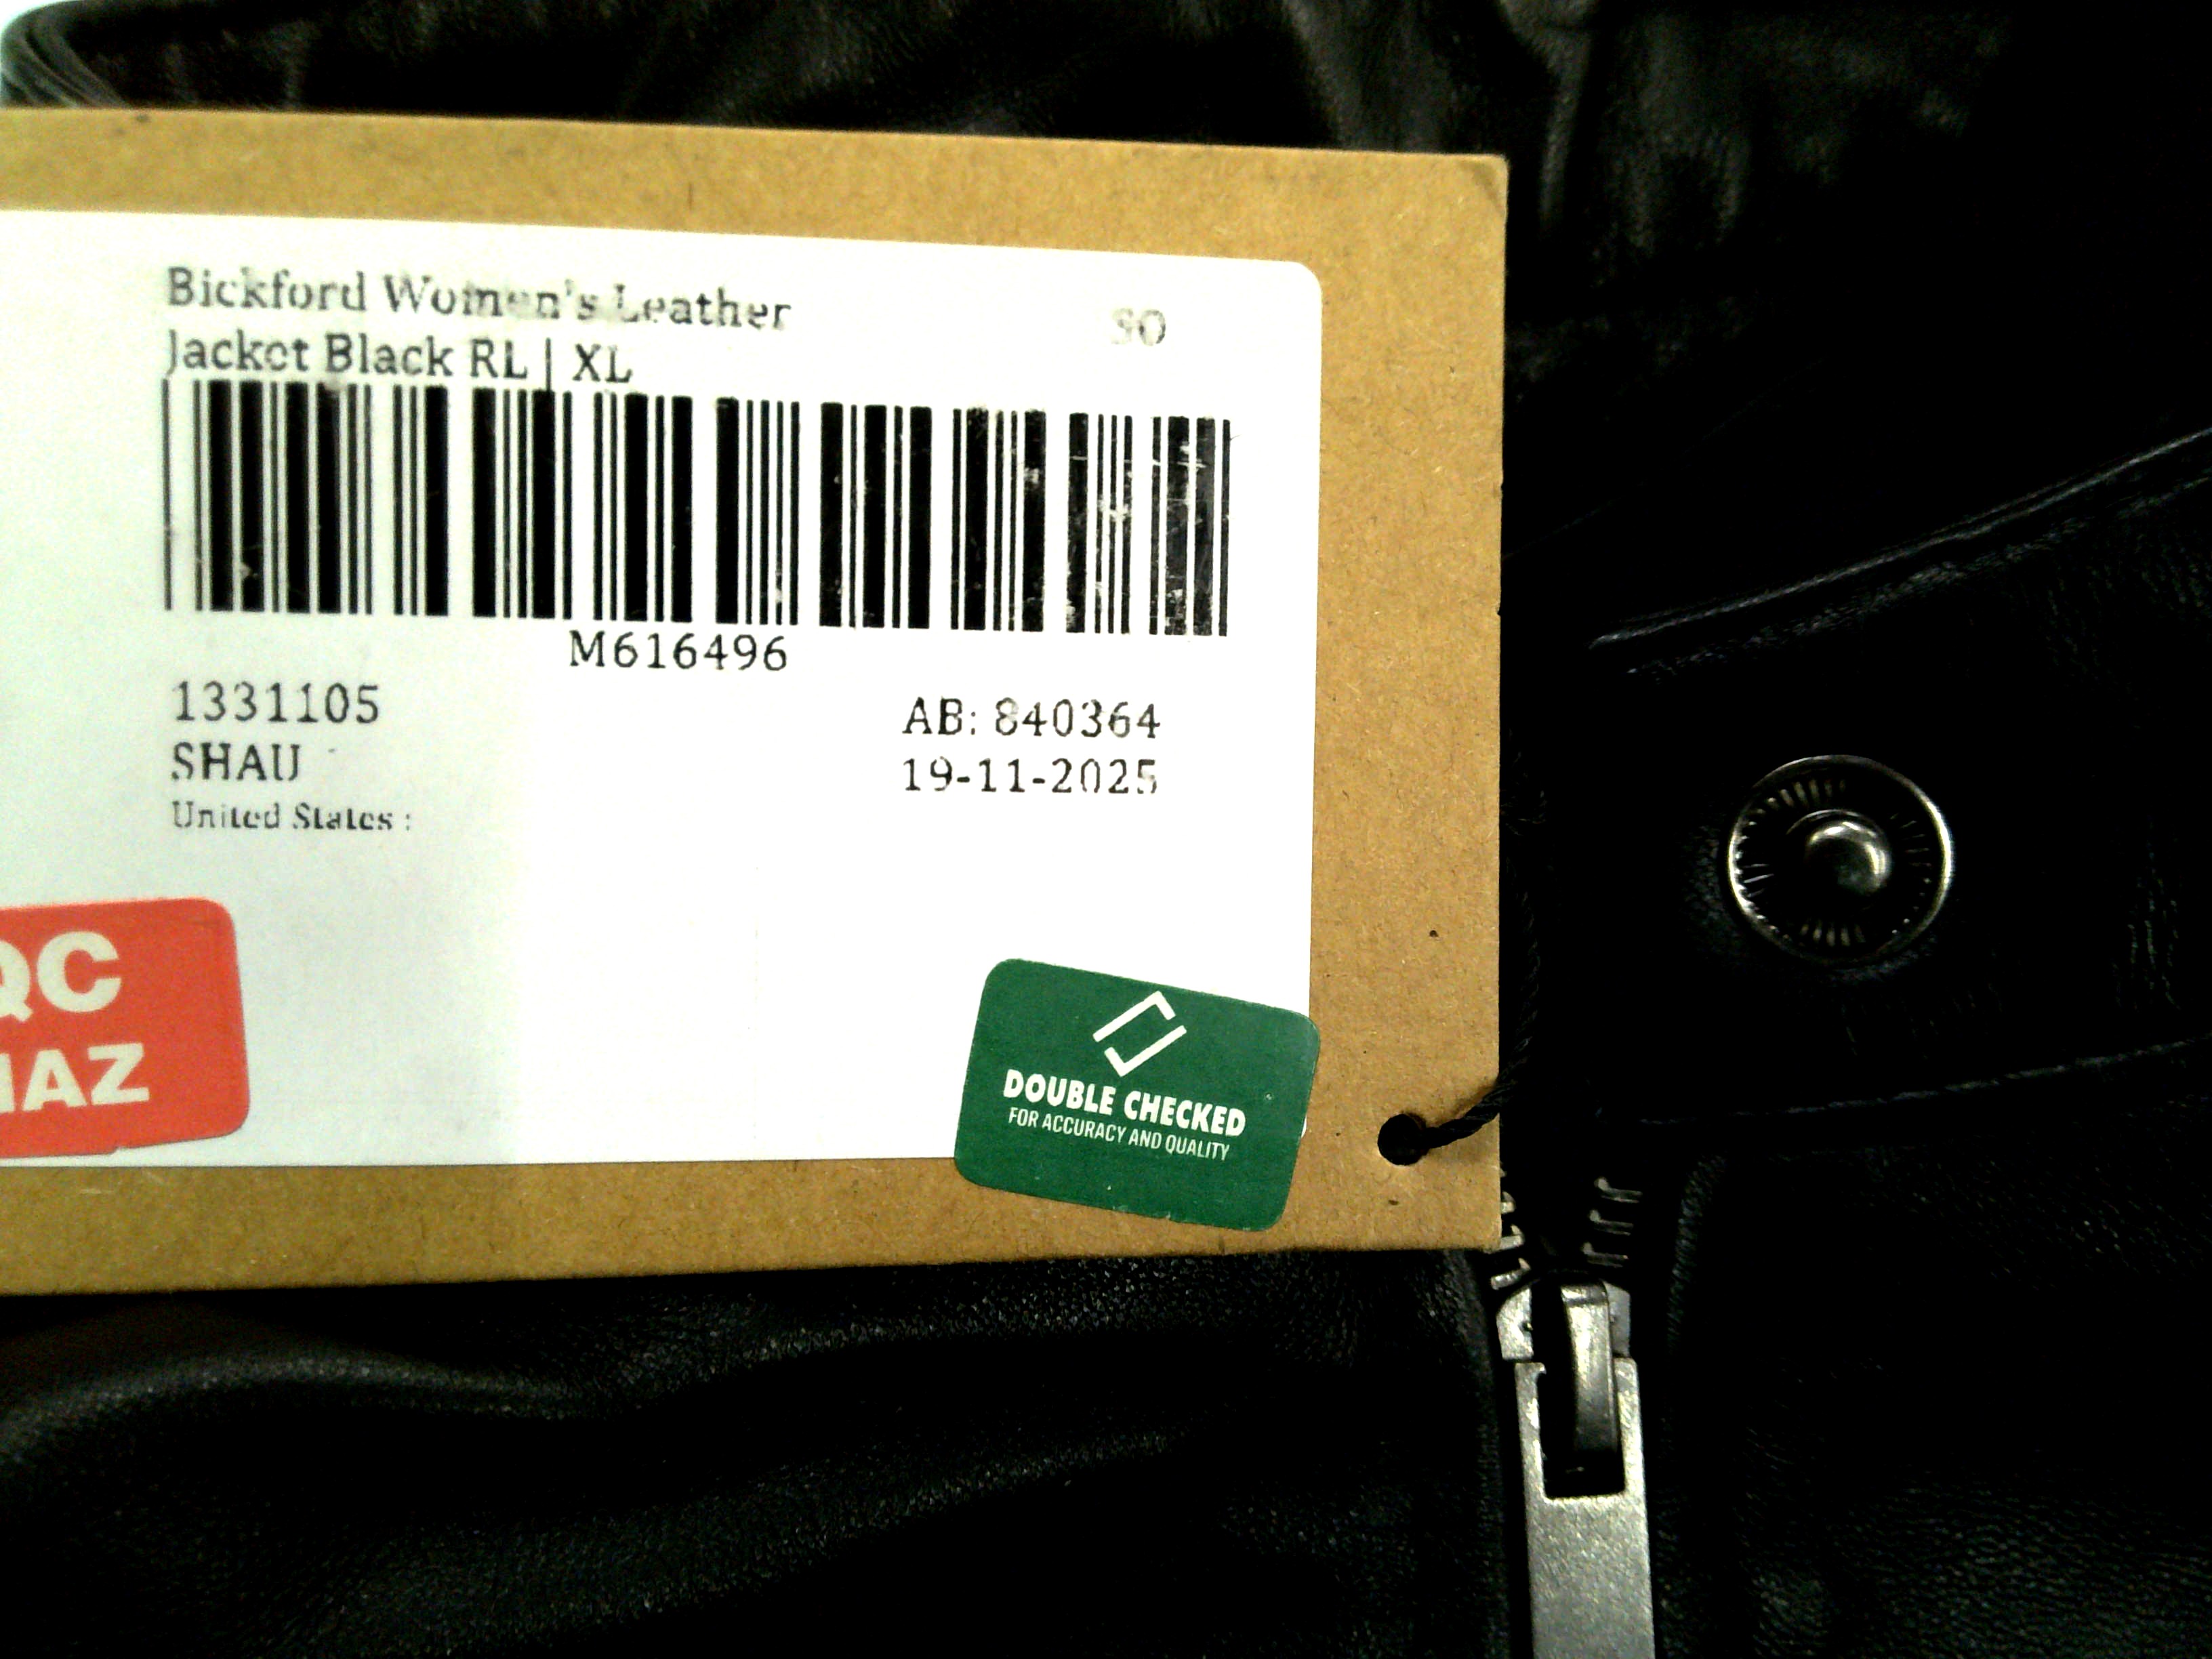 Bickford Women's Leather
SO
Jacket Black RL | XL
M616496
1331105
AB: 840364
SHAU
19-11-2025
United States :
QC
DOUBLE CHECKED
FOR ACCURACY AND QUALITY